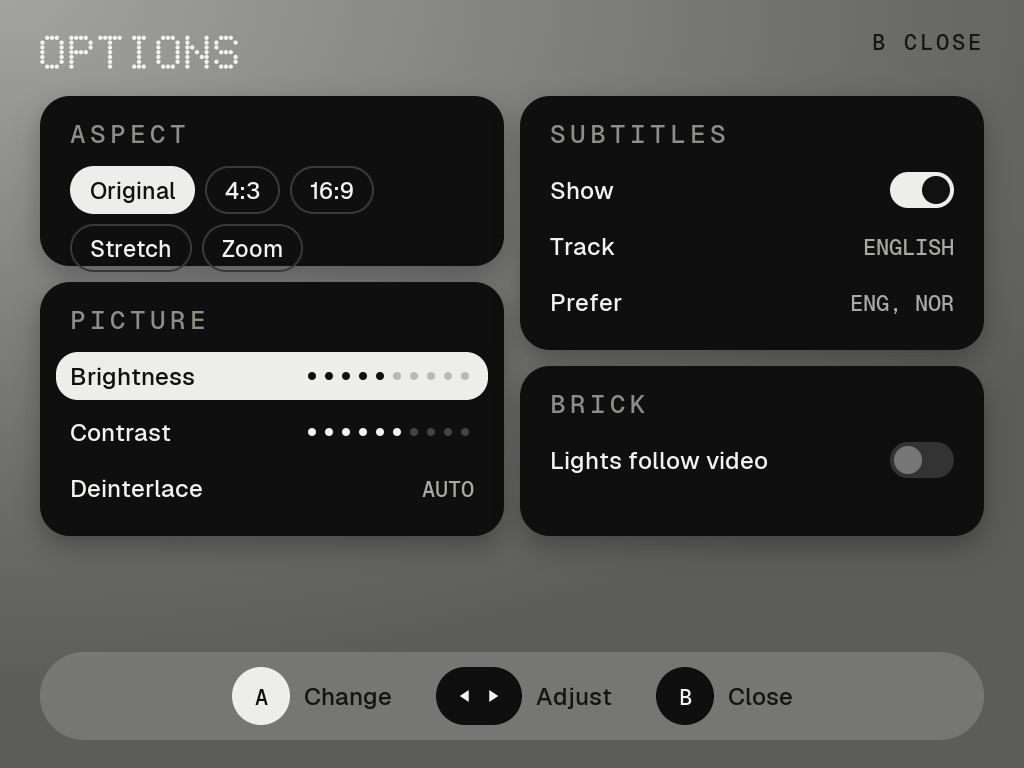 OPTIONS
B CLOSE
ASPECT
Original 4:3 16:9
Stretch Zoom
PICTURE
Brightness
Contrast
Deinterlace AUTO
SUBTITLES
Show
Track ENGLISH
Prefer ENG, NOR
BRICK
Lights follow video
A Change Adjust B Close